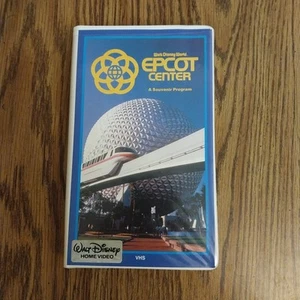 Walt Disney World
EPCOT
CENTER
A Souvenir Program
WALT DISNEY
HOME VIDEO
VHS